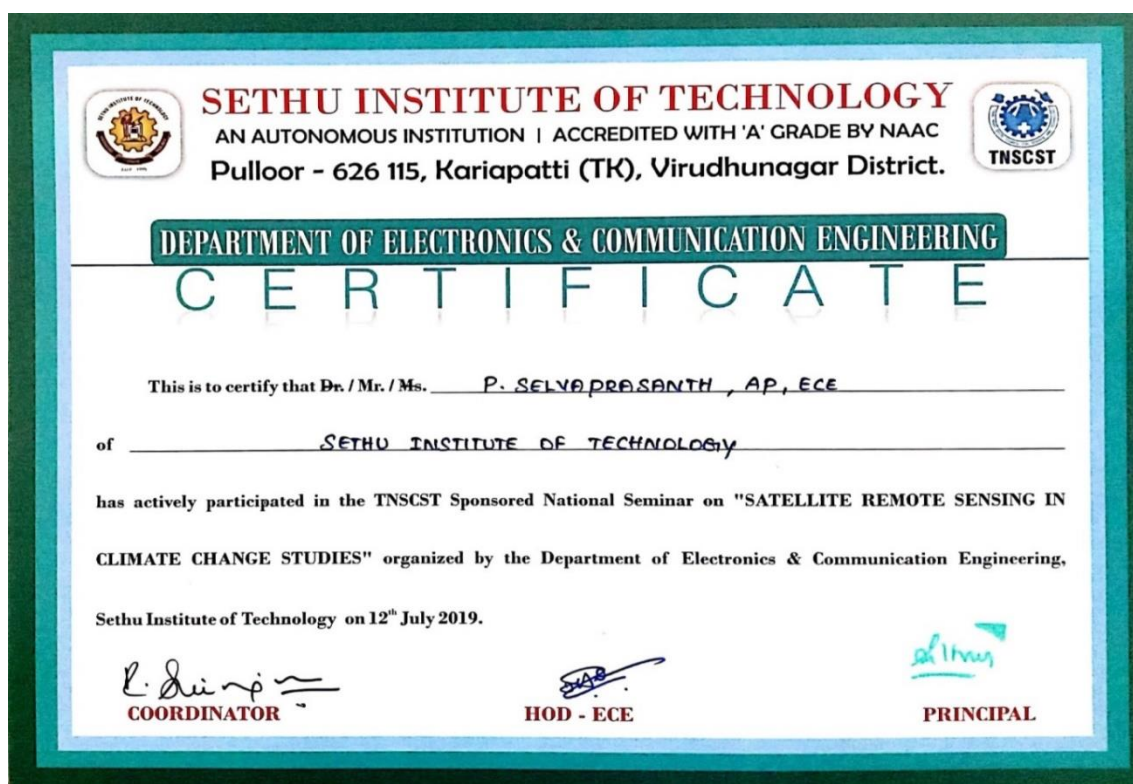 SETHU INSTITUTE OF TECHNOLOGY
AN AUTONOMOUS INSTITUTION | ACCREDITED WITH 'A' GRADE BY NAAC
Pulloor - 626 115, Kariapatti (TK), Virudhunagar District.
TNSCST
DEPARTMENT OF ELECTRONICS & COMMUNICATION ENGINEERING
CERTIFICATE
This is to certify that Dr. / Mr. / Ms. P. SELVAPRASANTH, AP, ECE
of SETHU INSTITUTE OF TECHNOLOGY
has actively participated in the TNSCST Sponsored National Seminar on "SATELLITE REMOTE SENSING IN
CLIMATE CHANGE STUDIES" organized by the Department of Electronics & Communication Engineering,
Sethu Institute of Technology on 12th July 2019.
COORDINATOR
HOD - ECE
PRINCIPAL